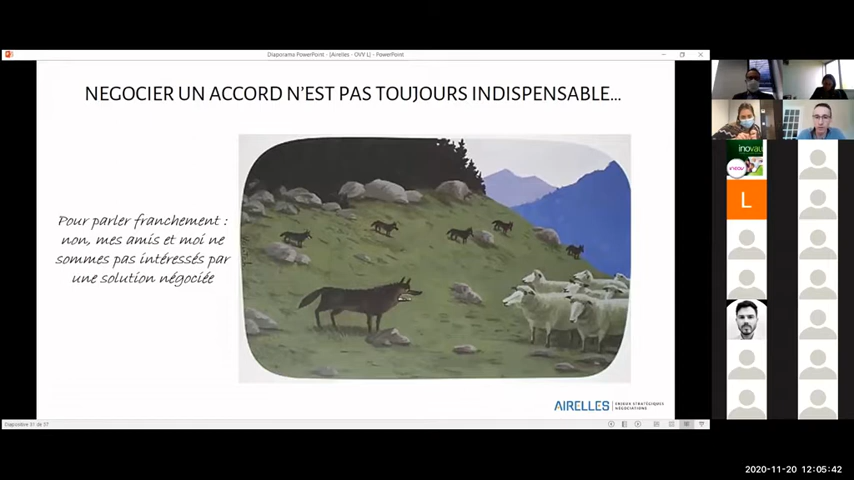 Diaporama PowerPoint - [Airelles - OVV L] - PowerPoint
NEGOCIER UN ACCORD N'EST PAS TOUJOURS INDISPENSABLE...
Pour parler franchement :
non, mes amis et moi ne
sommes pas intéressés par
une solution négociée
AIRELLES
ENJEUX STRATÉGIQUES
NÉGOCIATIONS
inovau
L
2020-11-20 12:05:42